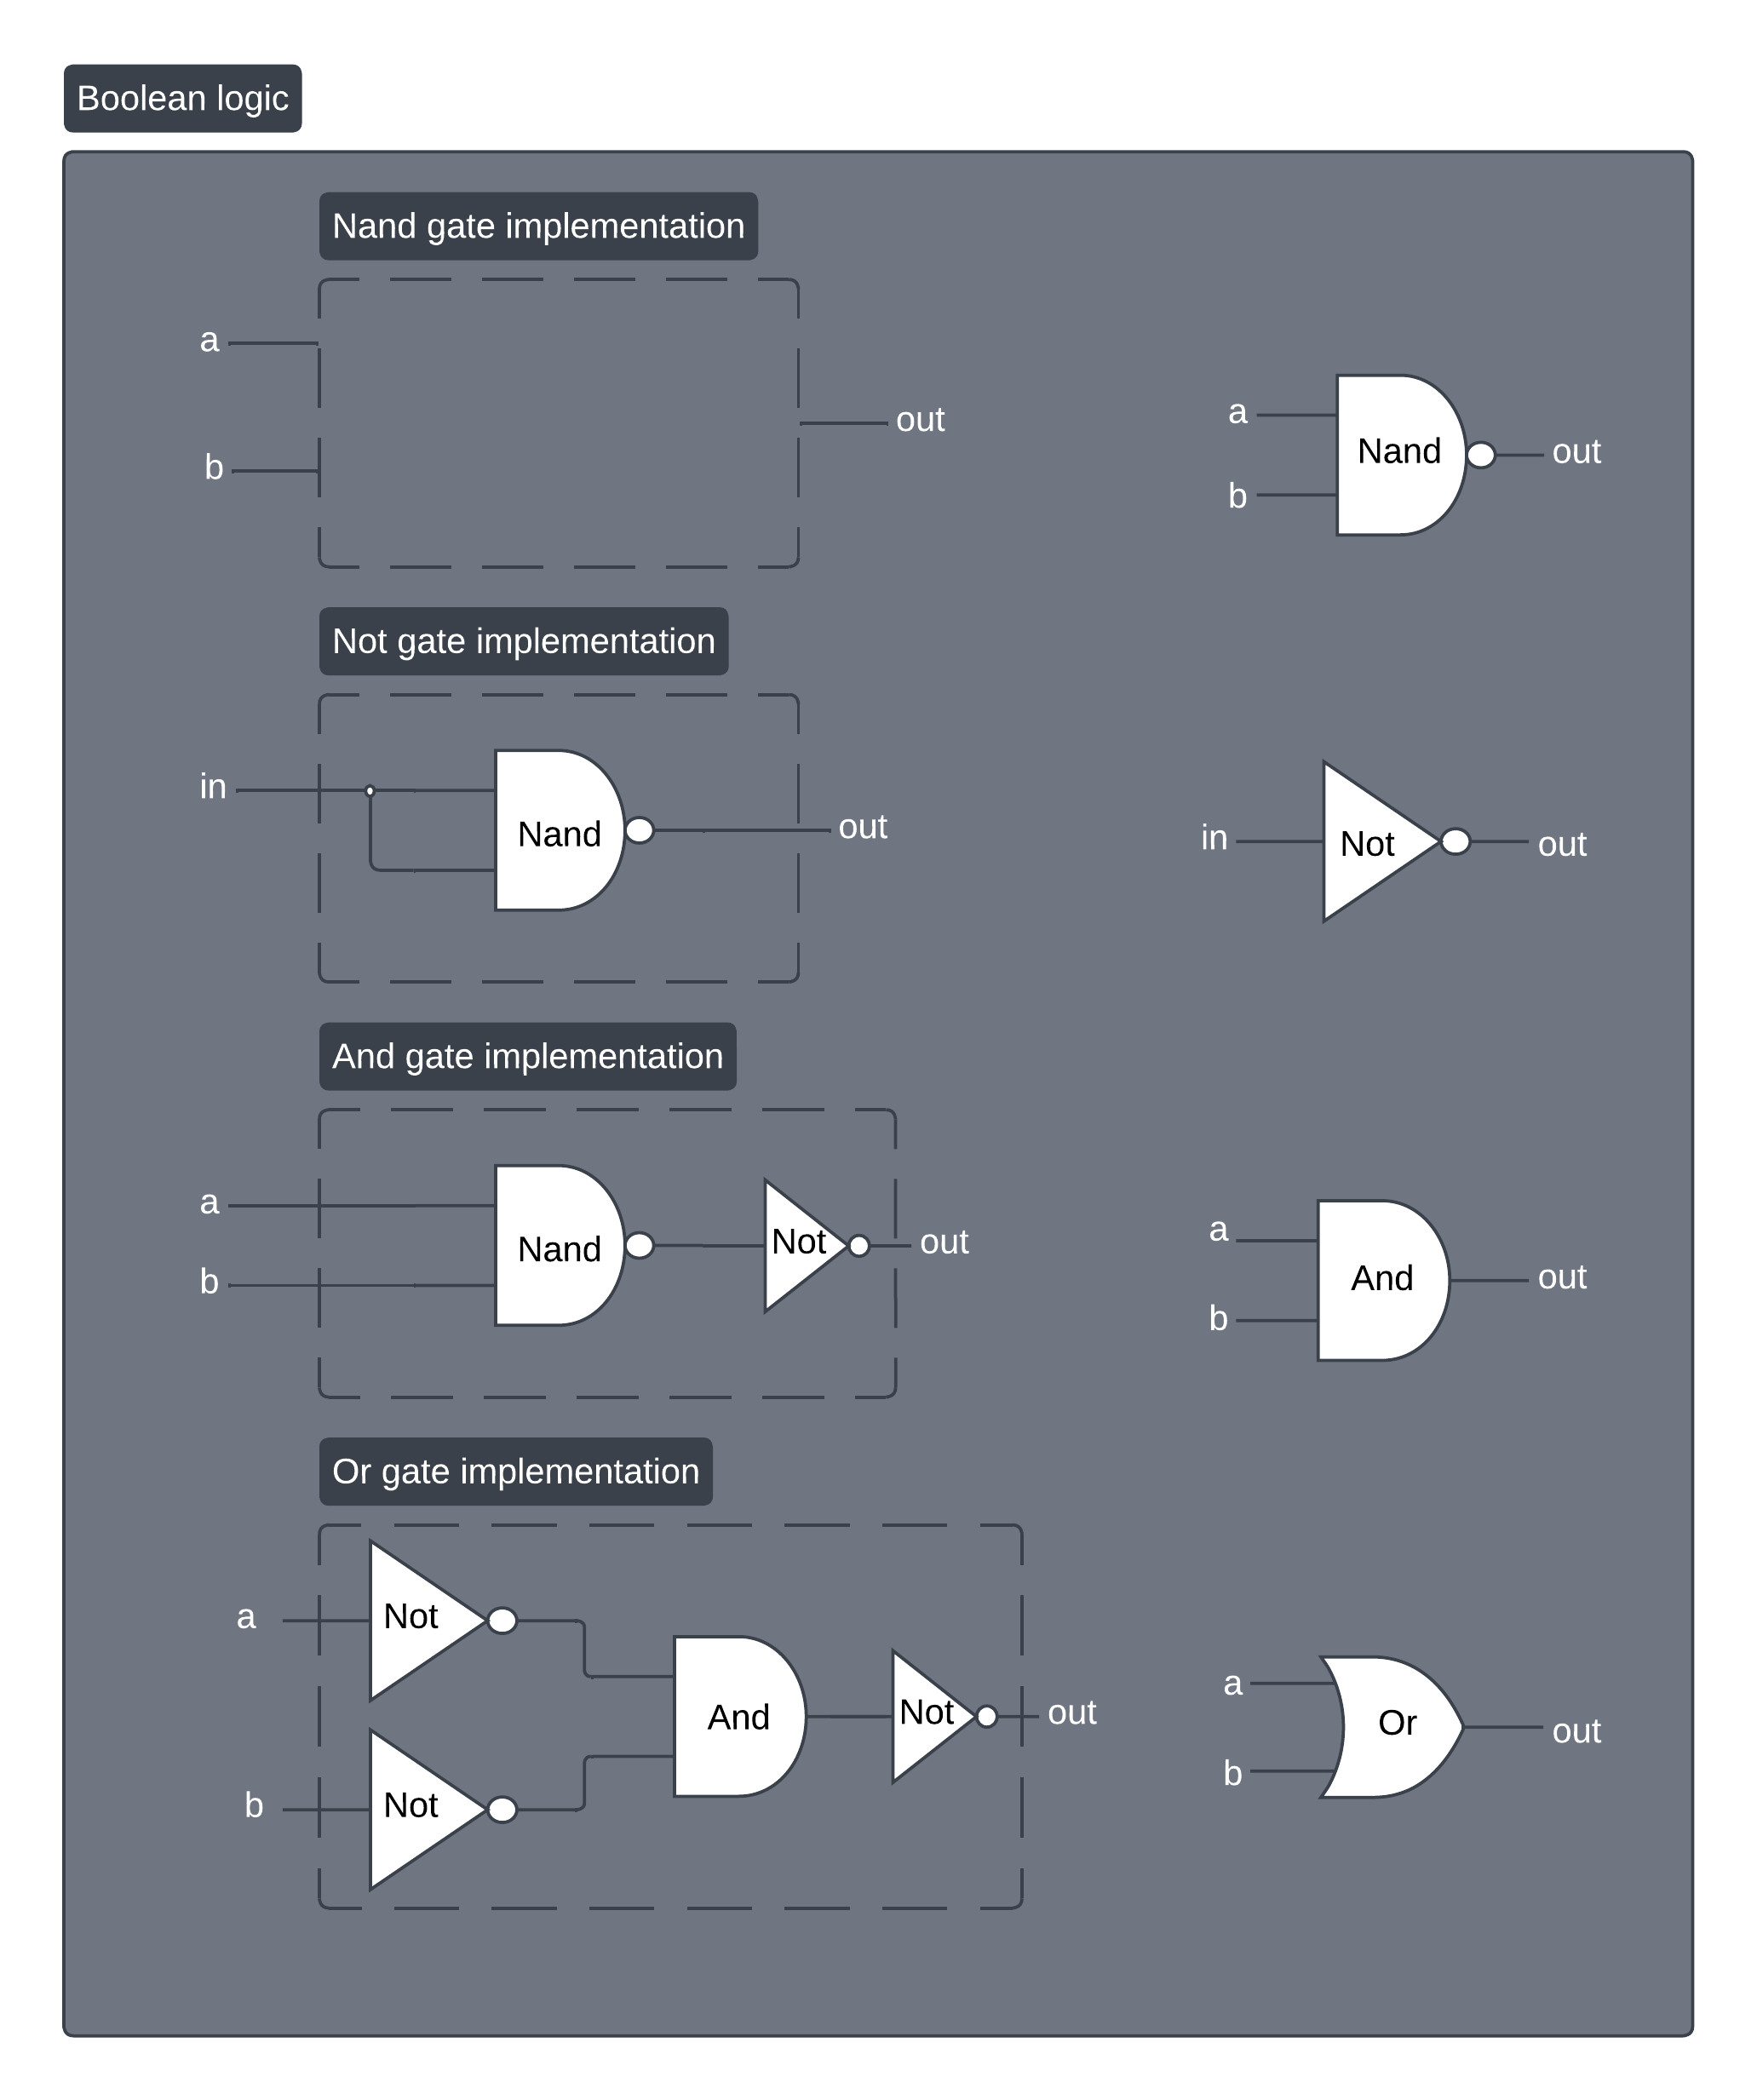 Boolean logic
Nand gate implementation
a
b
out
a
b
Nand
out
Not gate implementation
in
Nand
out
in
Not
out
And gate implementation
a
b
Nand
Not
out
a
b
And
out
Or gate implementation
a
b
Not
Not
And
Not
out
a
b
Or
out